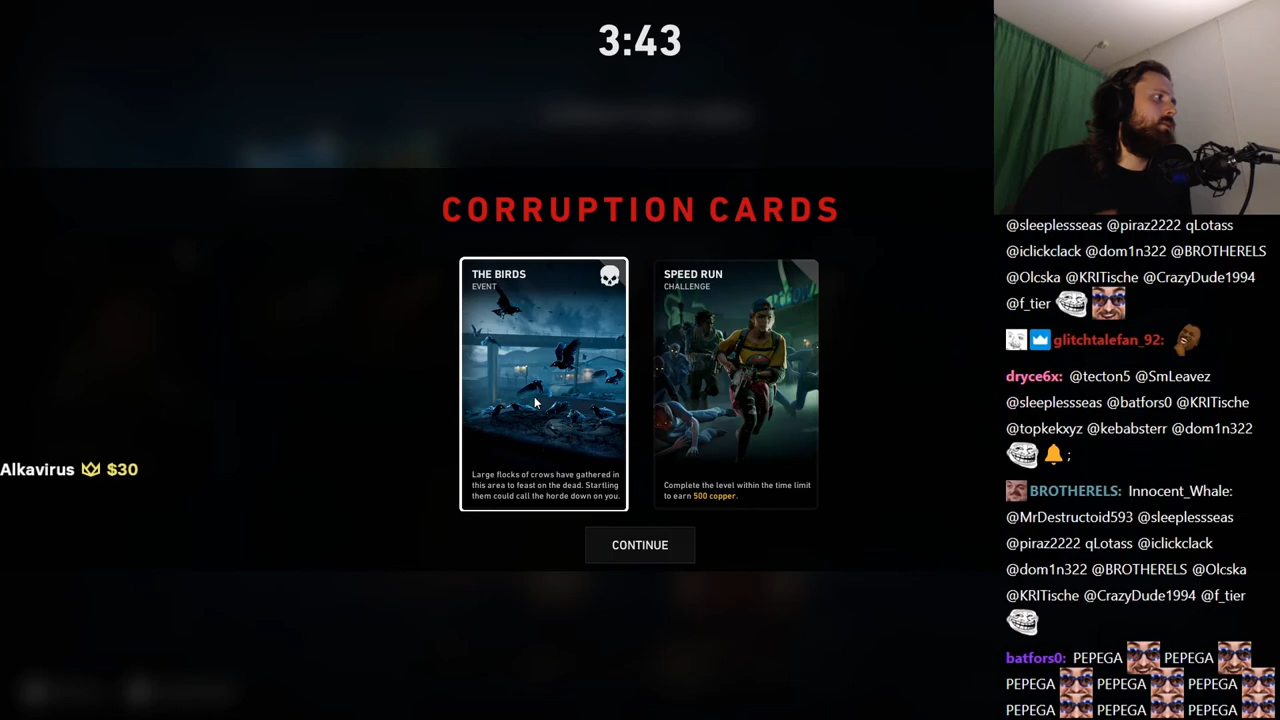 3:43
CORRUPTION CARDS
THE BIRDS
EVENT
Large flocks of crows have gathered in
this area to feast on the dead. Startling
them could call the horde down on you.
SPEED RUN
CHALLENGE
Complete the level within the time limit
to earn 500 copper.
CONTINUE
Alkavirus $30
@sleeplessseas @piraz2222 qLotass
@iclickclack @dom1n322 @BROTHERELS
@Olcska @KRITische @CrazyDude1994
@f_tier
glitchtalefan_92:
dryce6x: @tecton5 @SmLeavez
@sleeplessseas @batfors0 @KRITische
@topkekxyz @kebabsterr @dom1n322
;
BROTHERELS: Innocent_Whale:
@MrDestructoid593 @sleeplessseas
@piraz2222 qLotass @iclickclack
@dom1n322 @BROTHERELS @Olcska
@KRITische @CrazyDude1994 @f_tier
batfors0: PEPEGA PEPEGA
PEPEGA PEPEGA PEPEGA
PEPEGA PEPEGA PEPEGA